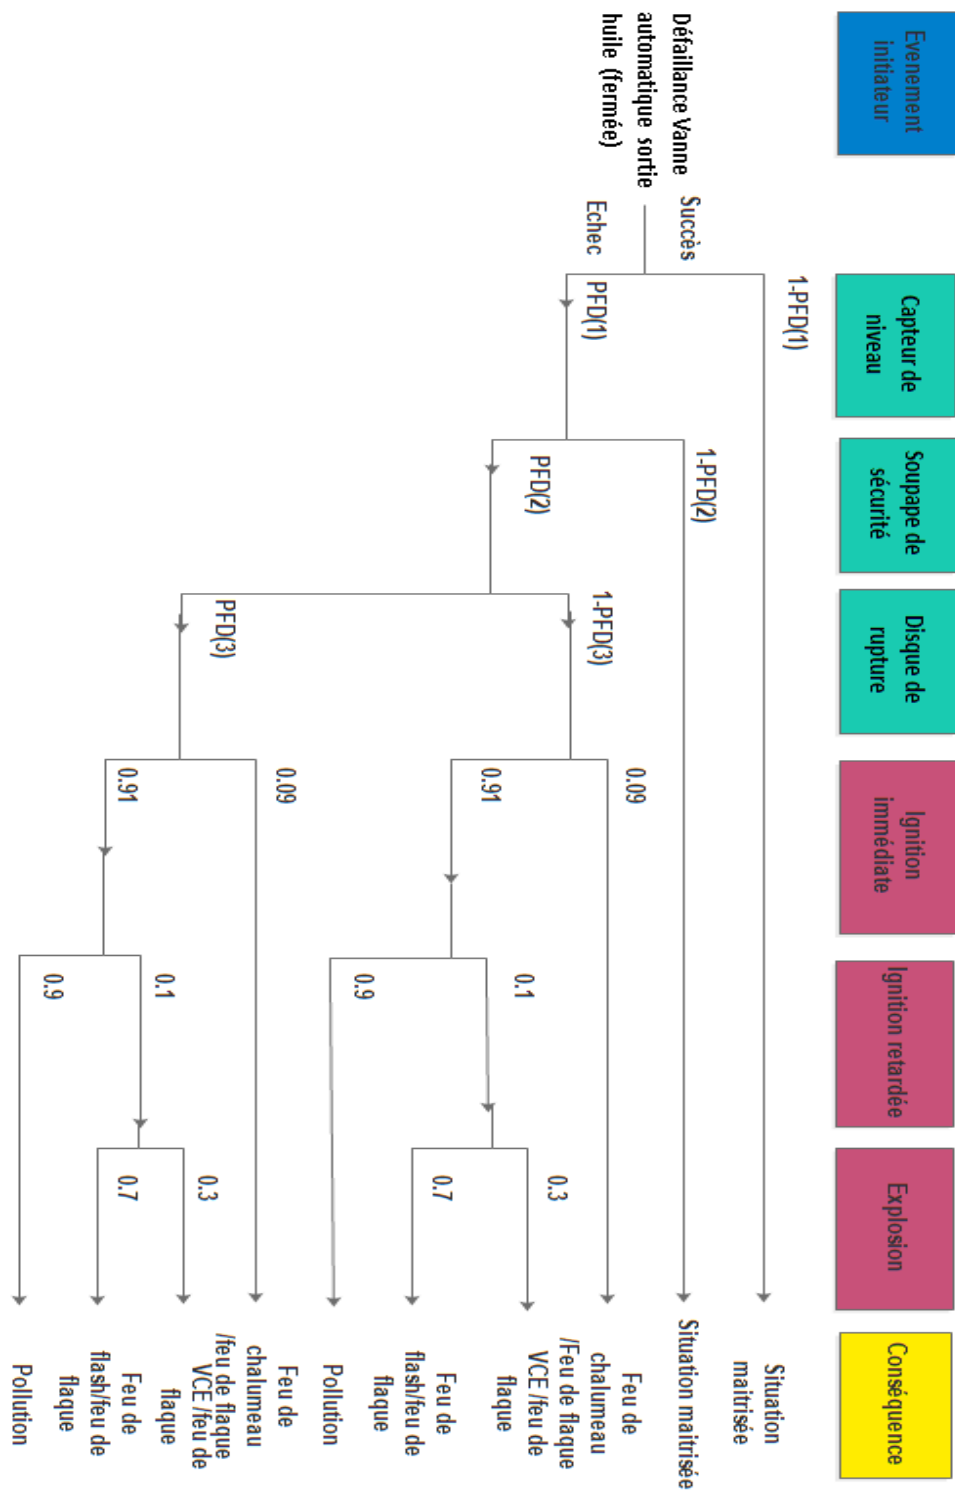 Evenement
initiateur
Capteur de
niveau
Soupape de
sécurité
Disque de
rupture
Ignition
immédiate
Ignition retardée
Explosion
Conséquence
Défaillance Vanne
automatique sortie
huile (fermée)
Succès
Echec
1-PFD(1)
PFD(1)
1-PFD(2)
PFD(2)
1-PFD(3)
PFD(3)
0.09
0.91
0.09
0.91
0.1
0.9
0.1
0.9
0.3
0.7
0.3
0.7
Situation
maitrisée
Situation maitrisée
Feu de
chalumeau
/Feu de flaque
VCE /feu de
flaque
Feu de
flash/feu de
flaque
Pollution
Feu de
chalumeau
/feu de flaque
VCE /feu de
flaque
Feu de
flash/feu de
flaque
Pollution